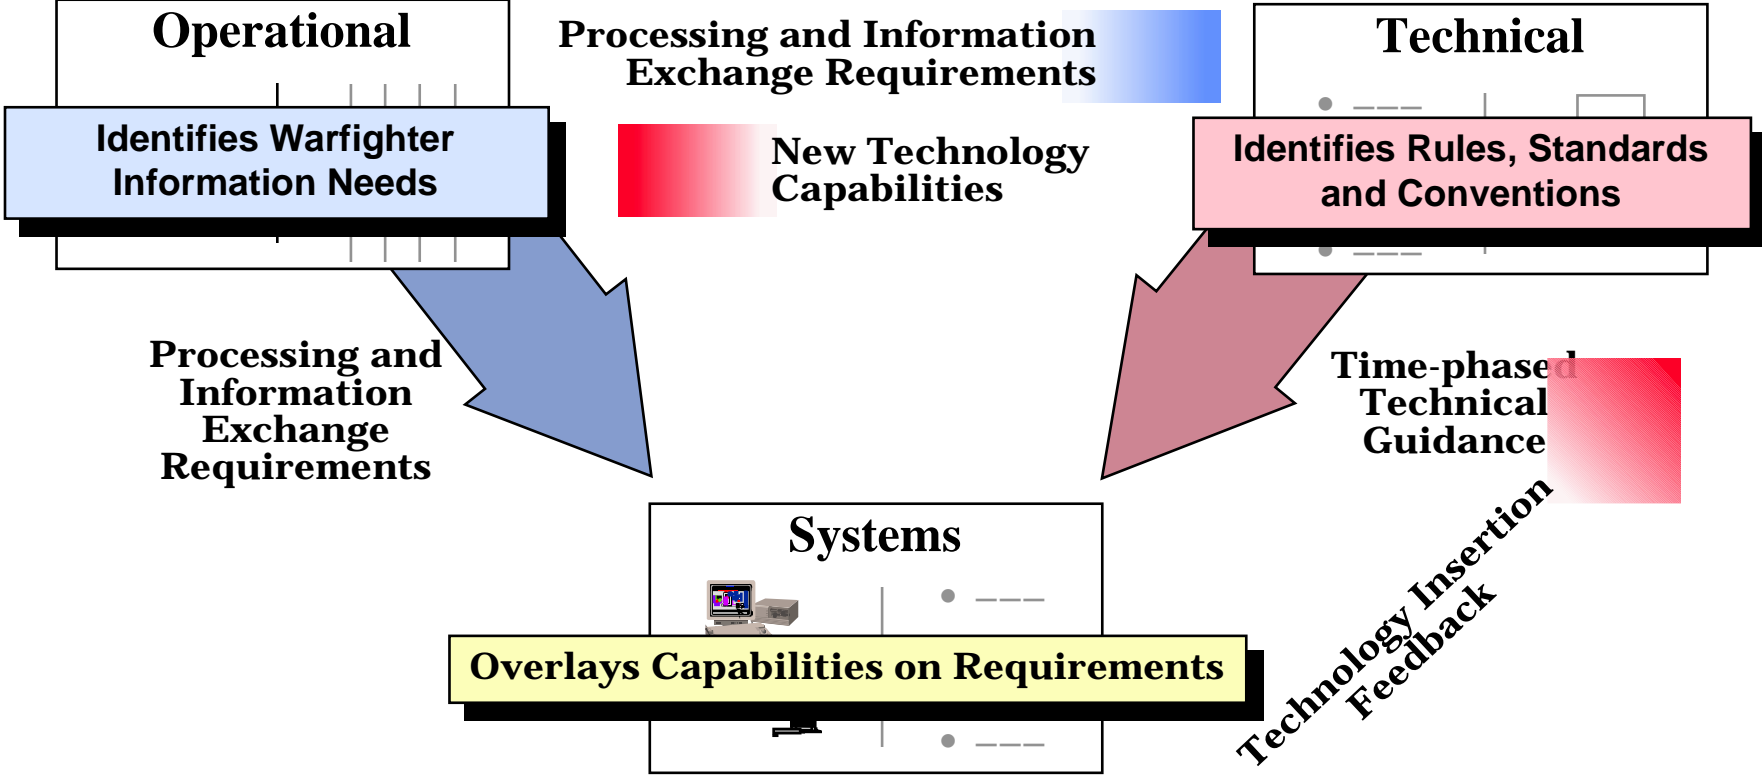 Operational
Identifies Warfighter
Information Needs
Processing and Information
Exchange Requirements
New Technology
Capabilities
Technical
Identifies Rules, Standards
and Conventions
Processing and
Information
Exchange
Requirements
Time-phased
Technical
Guidance
Technology Insertion
Feedback
Systems
Overlays Capabilities on Requirements